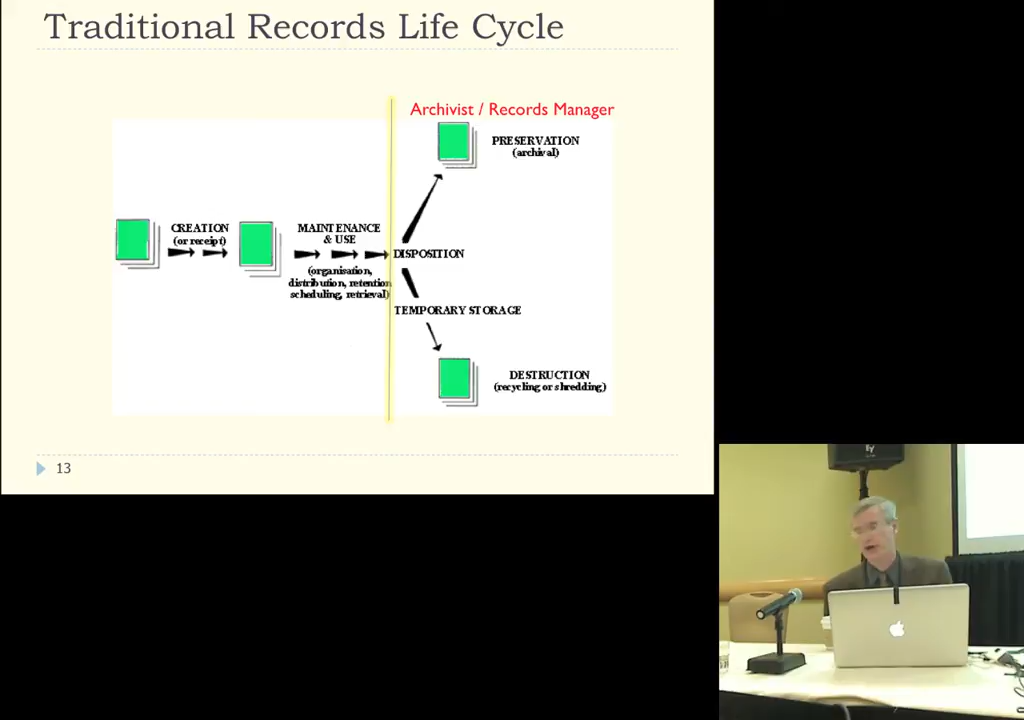 Traditional Records Life Cycle
Archivist / Records Manager
PRESERVATION
(archival)
CREATION
(or receipt)
MAINTENANCE
& USE
DISPOSITION
(organisation,
distribution, retention
scheduling, retrieval)
TEMPORARY STORAGE
DESTRUCTION
(recycling or shredding)
13
EV